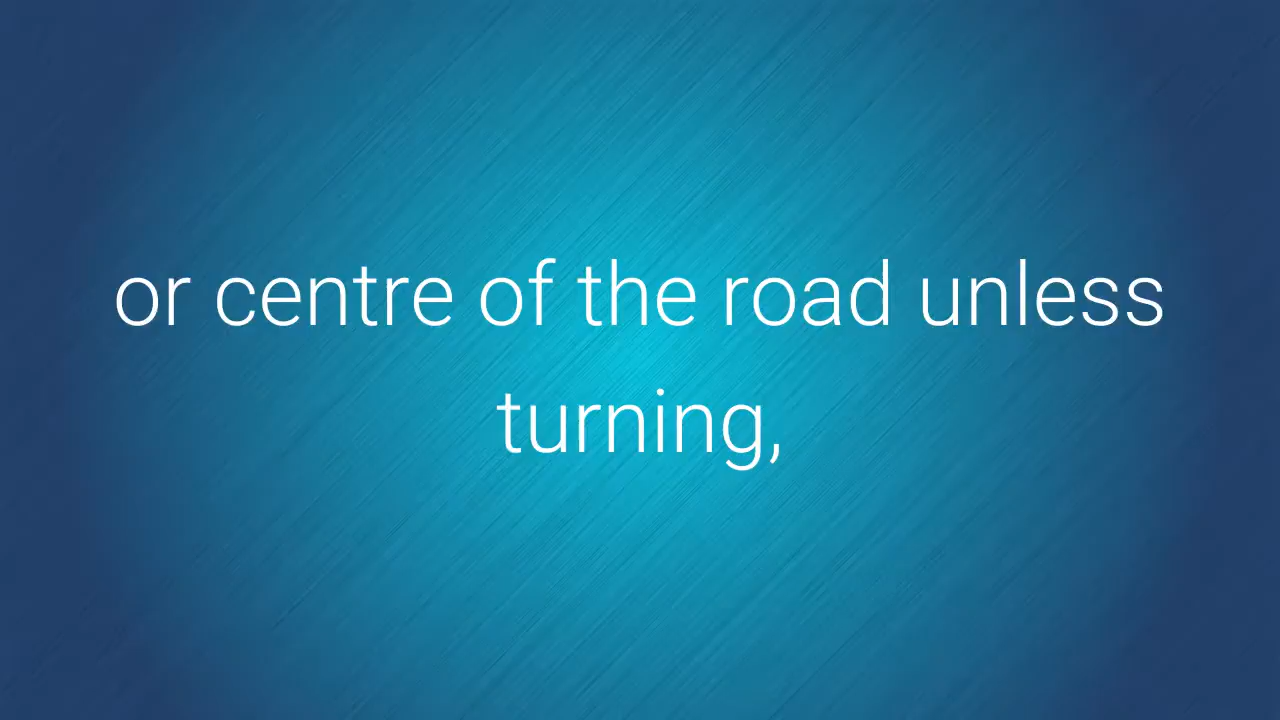 or centre of the road unless
turning,